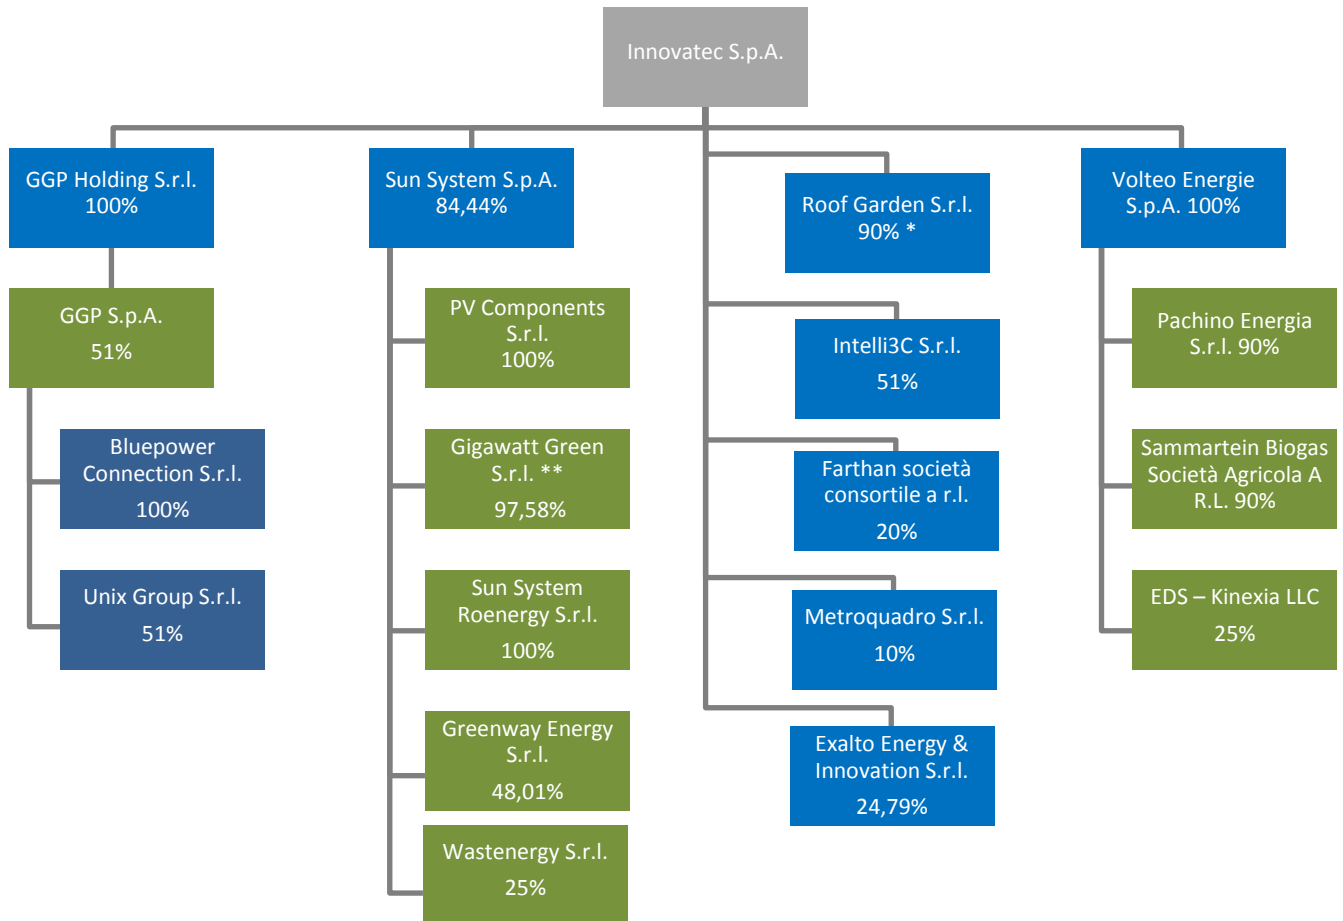 Innovatec S.p.A.
GGP Holding S.r.l.
100%
GGP S.p.A.
51%
Bluepower
Connection S.r.l.
100%
Unix Group S.r.l.
51%
Sun System S.p.A.
84,44%
PV Components
S.r.l.
100%
Gigawatt Green
S.r.l. **
97,58%
Sun System
Roenergy S.r.l.
100%
Greenway Energy
S.r.l.
48,01%
Wastenergy S.r.l.
25%
Roof Garden S.r.l.
90% *
Intelli3C S.r.l.
51%
Farthan società
consortile a r.l.
20%
Metroquadro S.r.l.
10%
Exalto Energy &
Innovation S.r.l.
24,79%
Volteo Energie
S.p.A. 100%
Pachino Energia
S.r.l. 90%
Sammartein Biogas
Società Agricola A
R.L. 90%
EDS – Kinexia LLC
25%